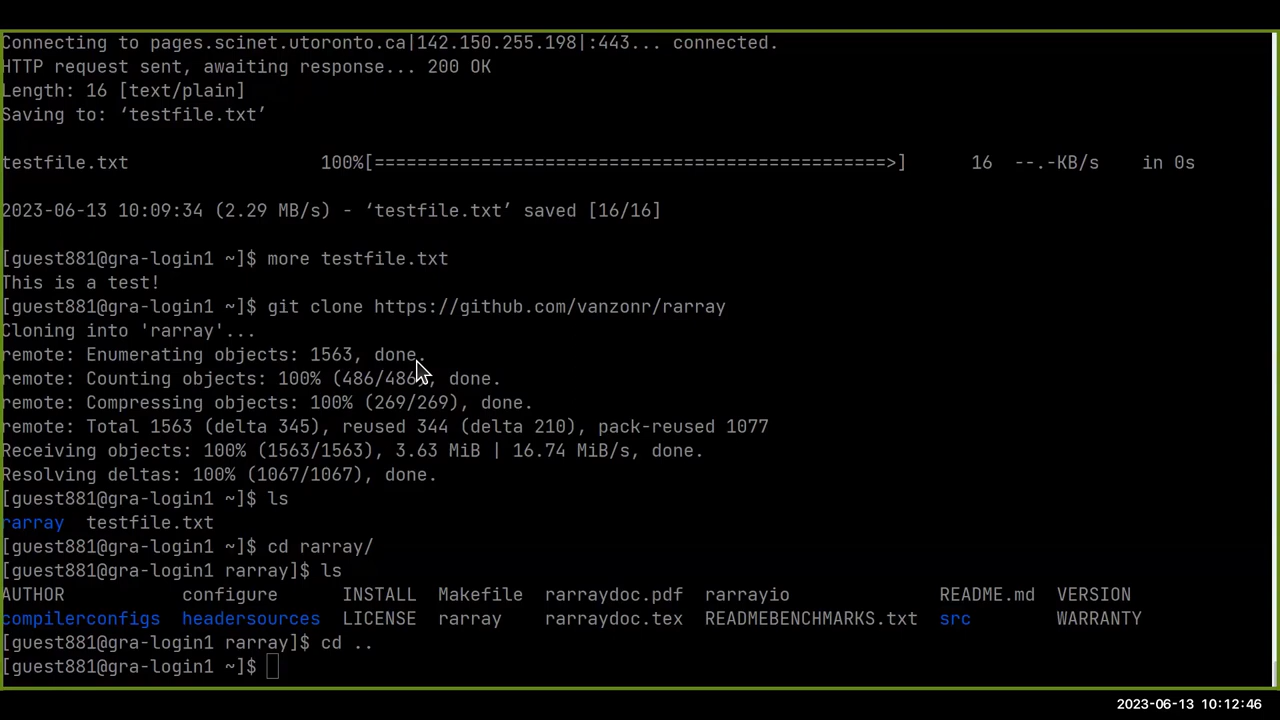 Connecting to pages.scinet.utoronto.ca|142.150.255.198|:443... connected.
HTTP request sent, awaiting response... 200 OK
Length: 16 [text/plain]
Saving to: ‘testfile.txt’
testfile.txt                  100%[================================================>]      16  --.-KB/s    in 0s
2023-06-13 10:09:34 (2.29 MB/s) - ‘testfile.txt’ saved [16/16]
[guest881@gra-login1 ~]$ more testfile.txt
This is a test!
[guest881@gra-login1 ~]$ git clone https://github.com/vanzonr/rarray
Cloning into 'rarray'...
remote: Enumerating objects: 1563, done.
remote: Counting objects: 100% (486/486), done.
remote: Compressing objects: 100% (269/269), done.
remote: Total 1563 (delta 345), reused 344 (delta 210), pack-reused 1077
Receiving objects: 100% (1563/1563), 3.63 MiB | 16.74 MiB/s, done.
Resolving deltas: 100% (1067/1067), done.
[guest881@gra-login1 ~]$ ls
rarray  testfile.txt
[guest881@gra-login1 ~]$ cd rarray/
[guest881@gra-login1 rarray]$ ls
AUTHOR           configure      INSTALL  Makefile  rarraydoc.pdf  rarrayio              README.md  VERSION
compilerconfigs  headersources  LICENSE  rarray    rarraydoc.tex  READMEBENCHMARKS.txt  src        WARRANTY
[guest881@gra-login1 rarray]$ cd ..
[guest881@gra-login1 ~]$
2023-06-13 10:12:46